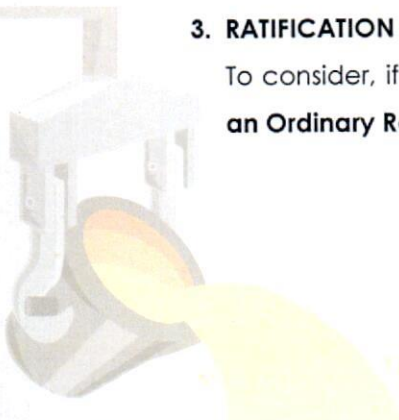 3. RATIFICATION
To consider, if
an Ordinary R